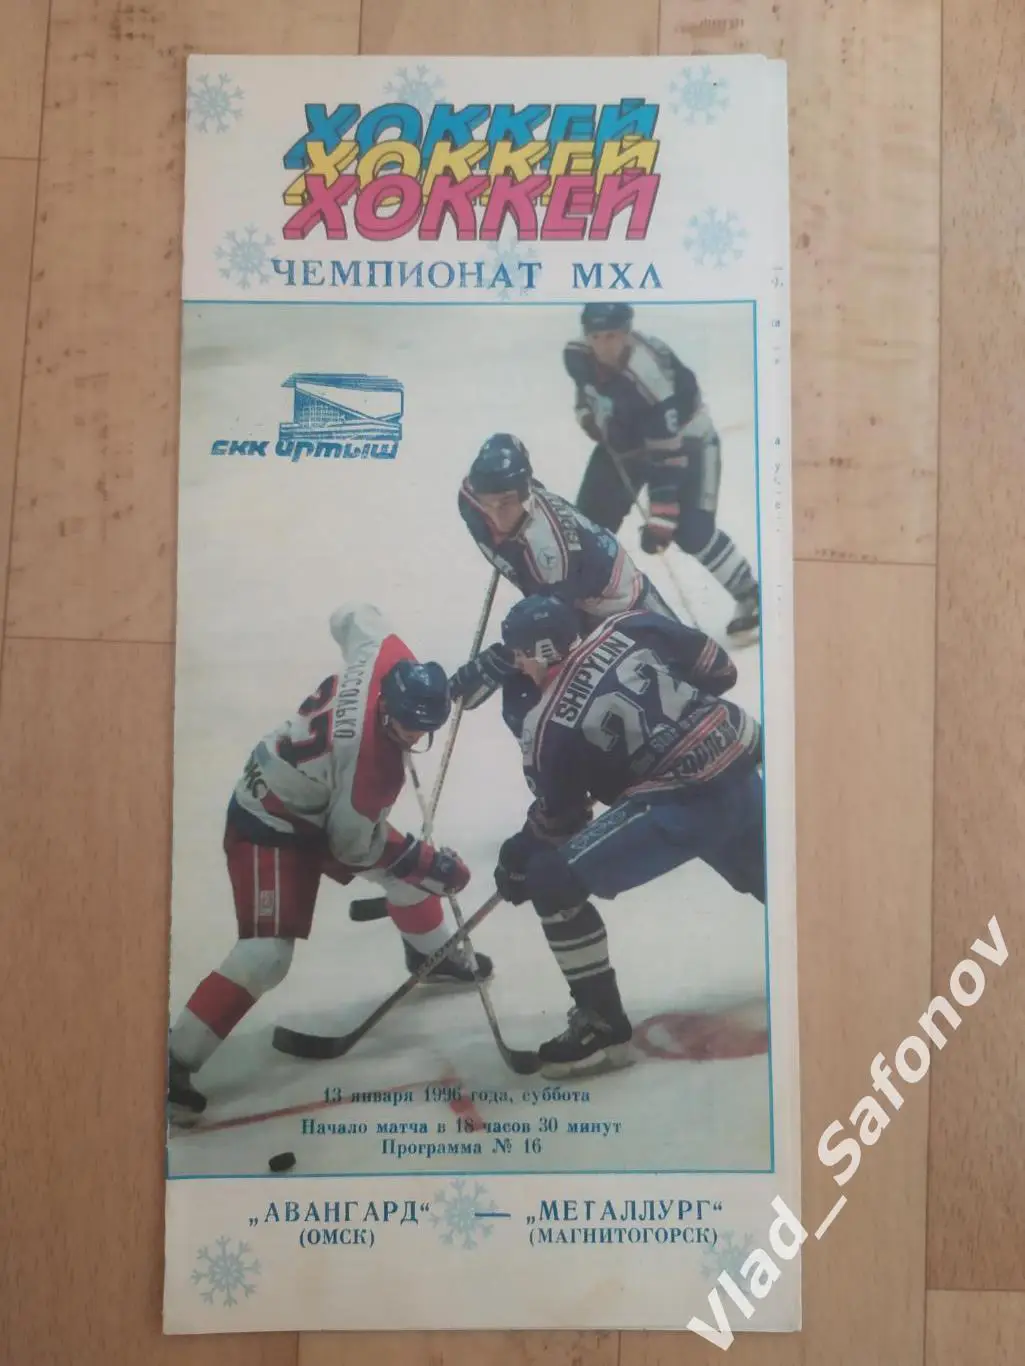 ХОККЕЙ
ХОККЕЙ
ХОККЕЙ
ЧЕМПИОНАТ МХЛ
СКК ИРТЫШ
SHIPYLIN
22
13 января 1996 года, суббота
Начало матча в 18 часов 30 минут
Программа № 16
„АВАНГАРД“ — „МЕТАЛЛУРГ“
(ОМСК) (МАГНИТОГОРСК)
Vlad_Safonov